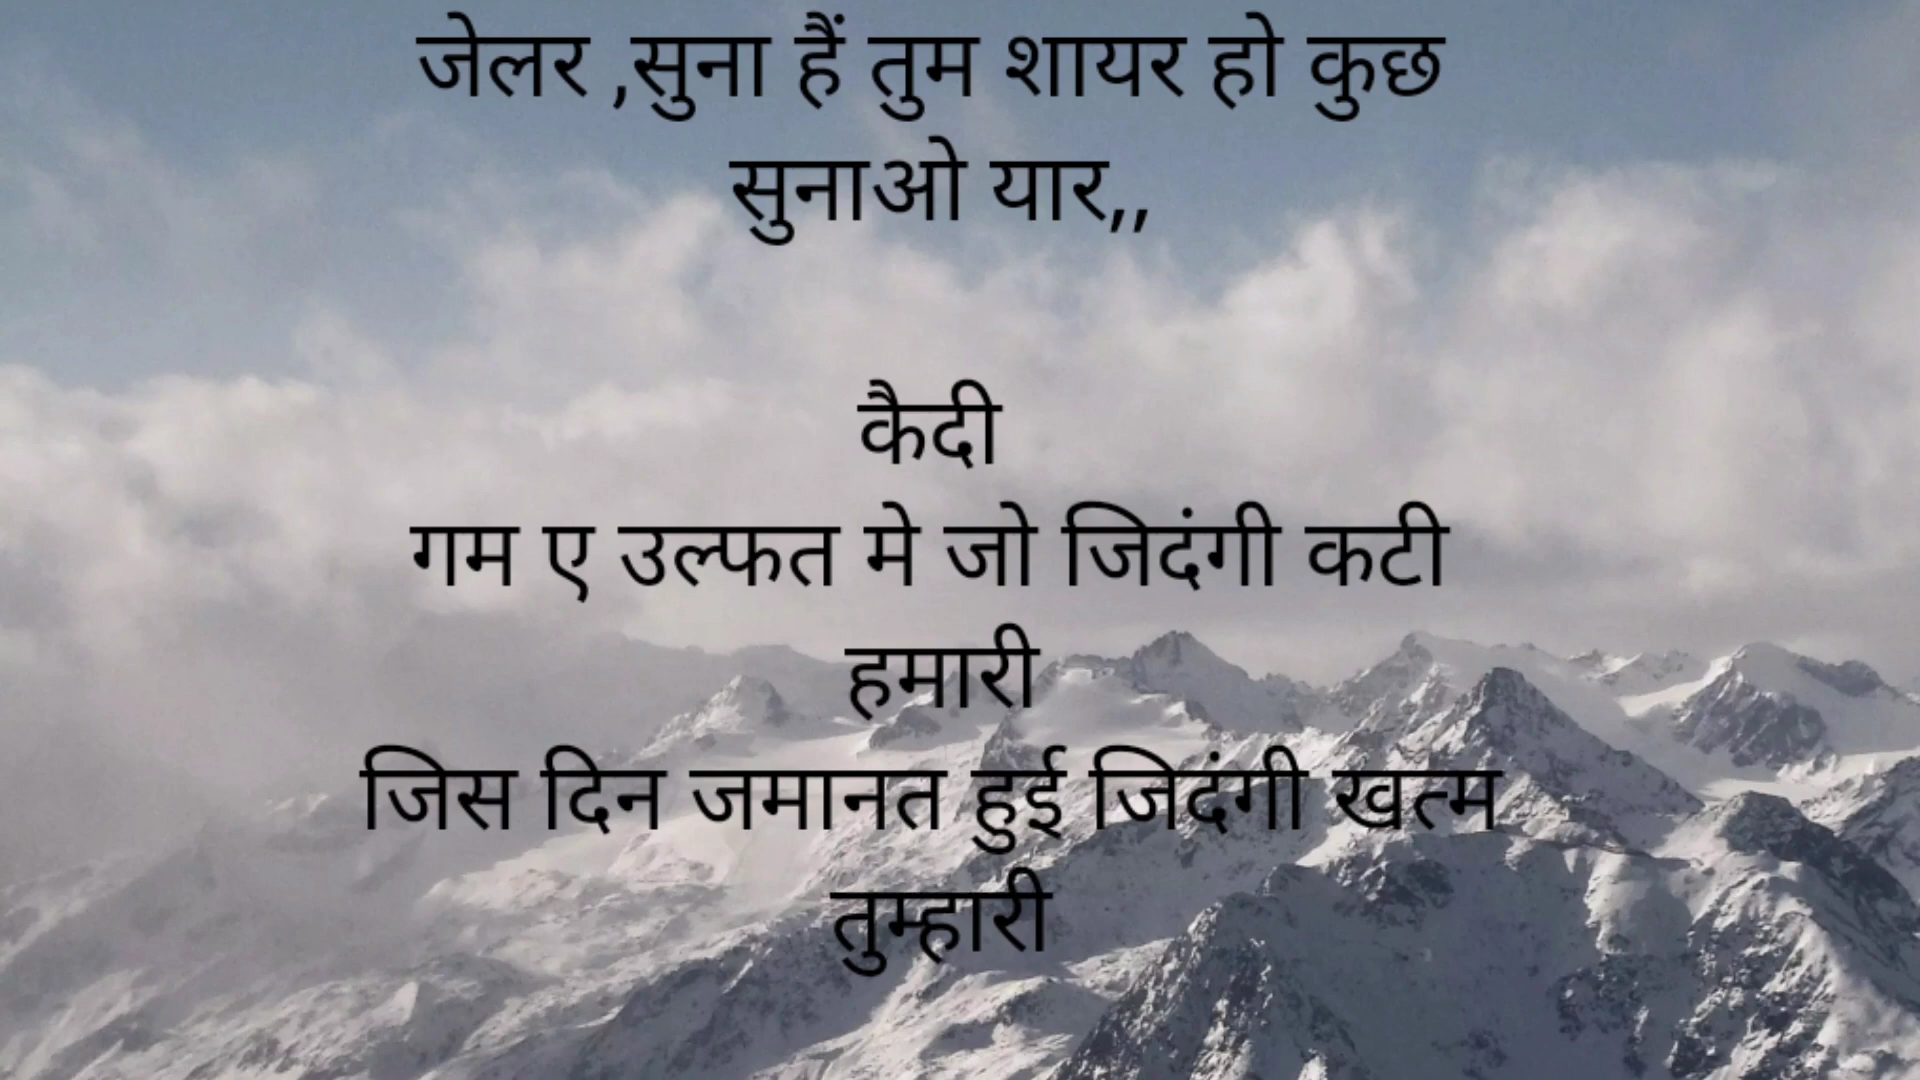 जेलर ,सुना हैं तुम शायर हो कुछ
सुनाओ यार,,
कैदी
गम ए उल्फत मे जो जिदंगी कटी
हमारी
जिस दिन जमानत हुई जिदंगी खत्म
तुम्हारी